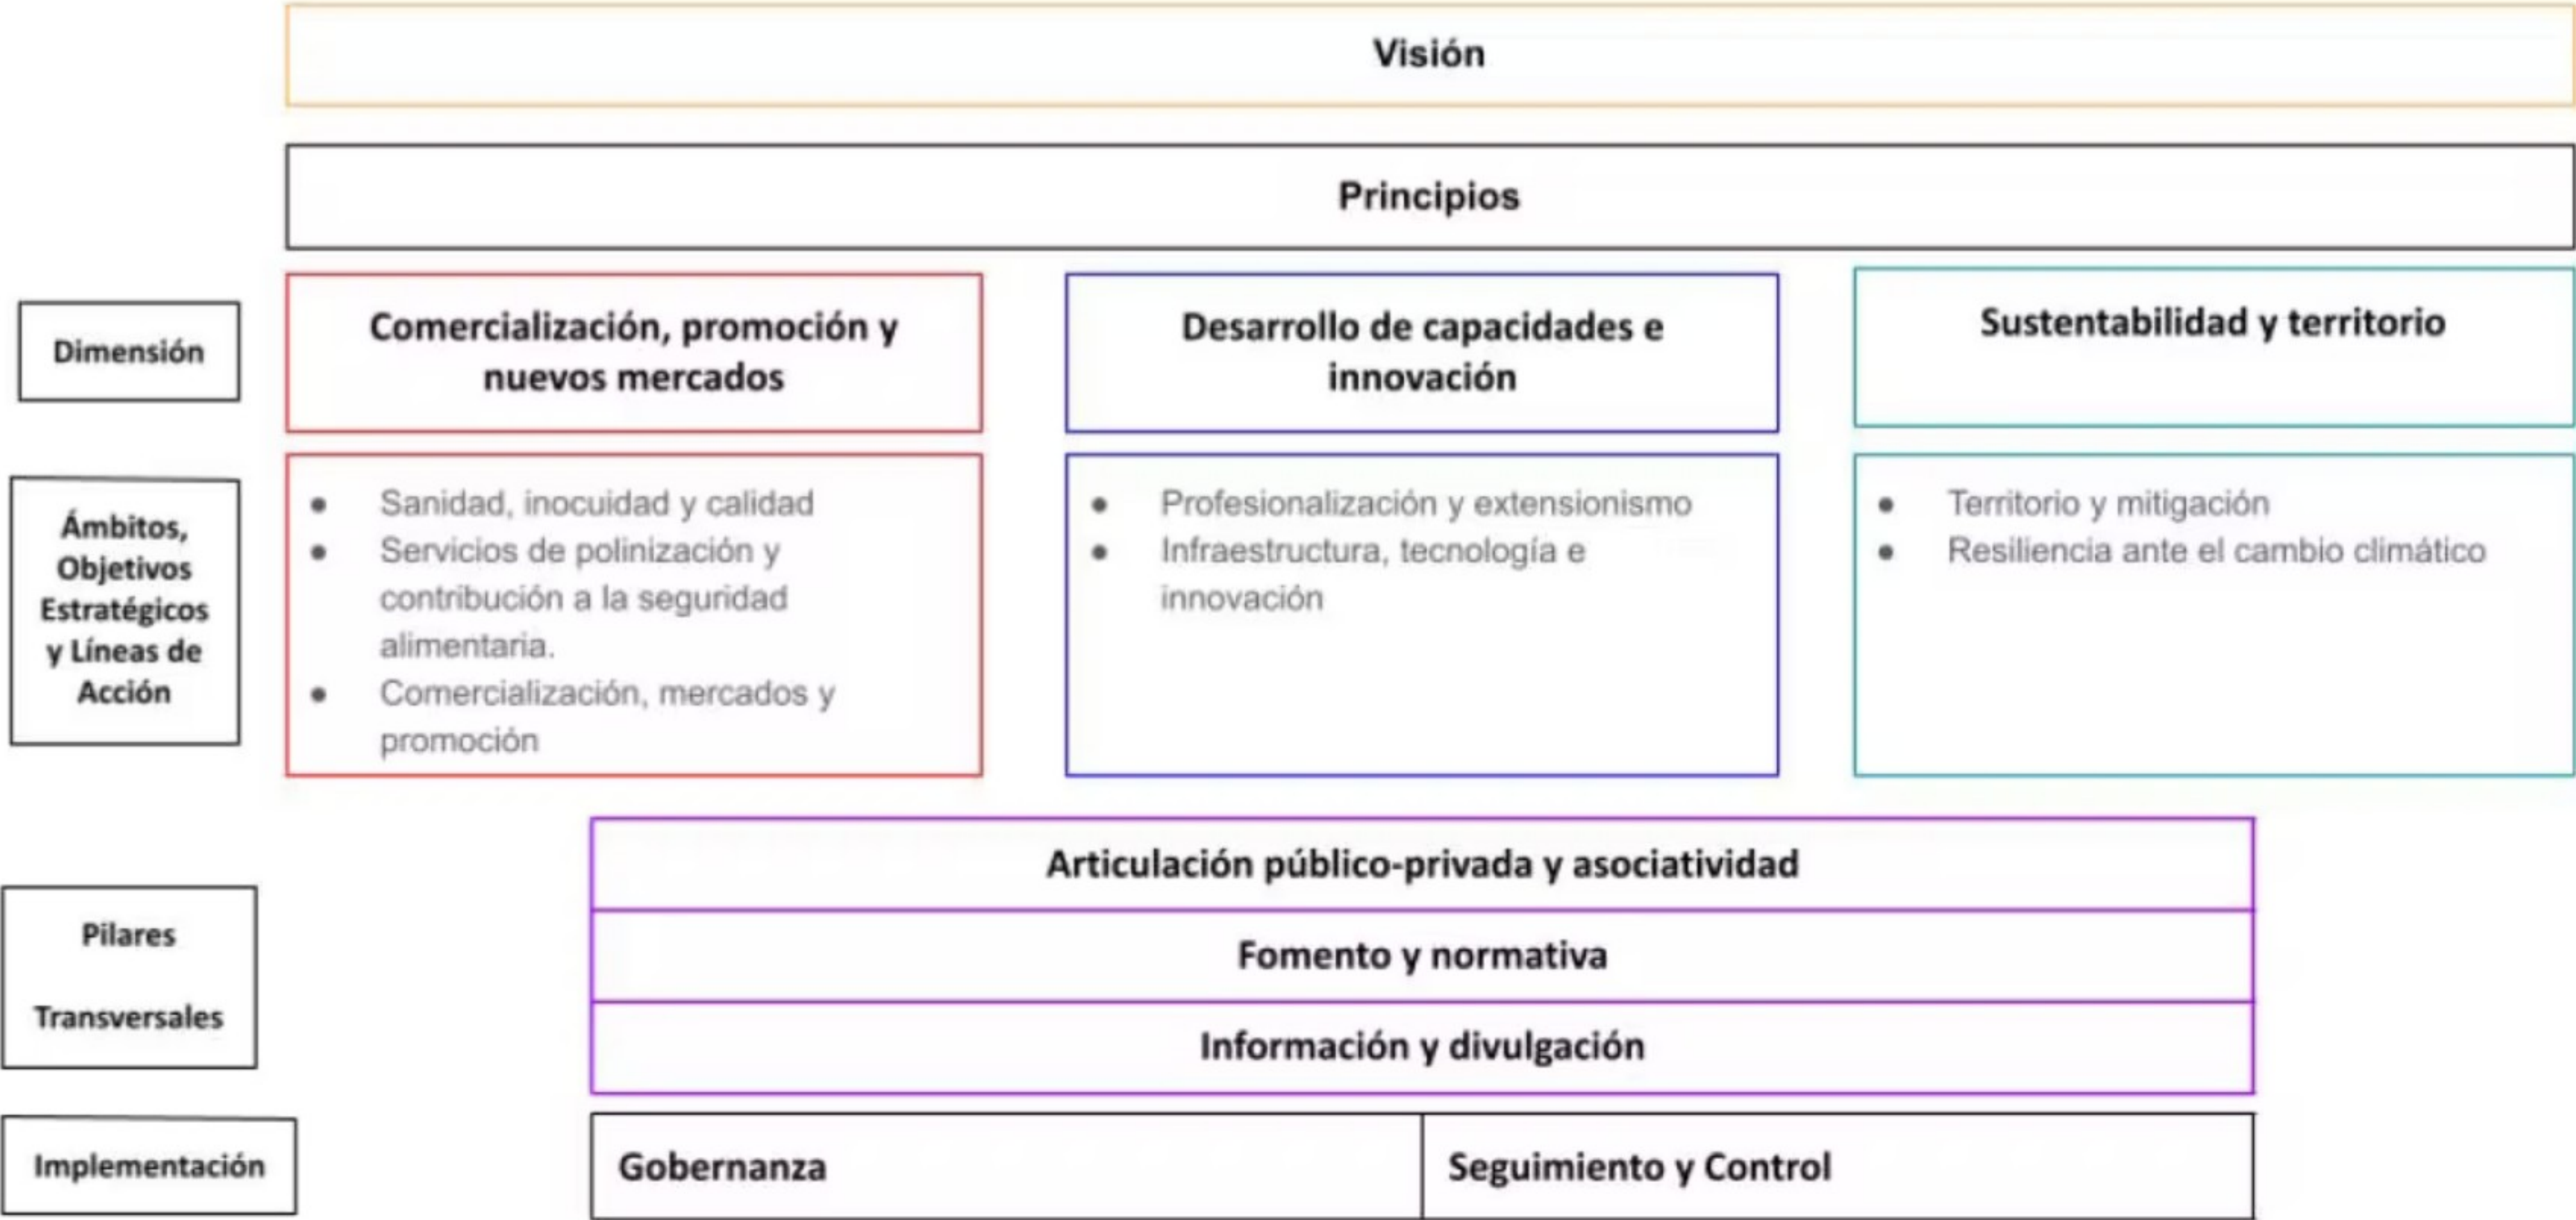 Visión
Principios
Dimensión
Comercialización, promoción y
nuevos mercados
Desarrollo de capacidades e
innovación
Sustentabilidad y territorio
Ámbitos,
Objetivos
Estratégicos
y Líneas de
Acción
● Sanidad, inocuidad y calidad
● Servicios de polinización y
contribución a la seguridad
alimentaria.
● Comercialización, mercados y
promoción
● Profesionalización y extensionismo
● Infraestructura, tecnología e
innovación
● Territorio y mitigación
● Resiliencia ante el cambio climático
Pilares
Transversales
Articulación público-privada y asociatividad
Fomento y normativa
Información y divulgación
Implementación
Gobernanza
Seguimiento y Control